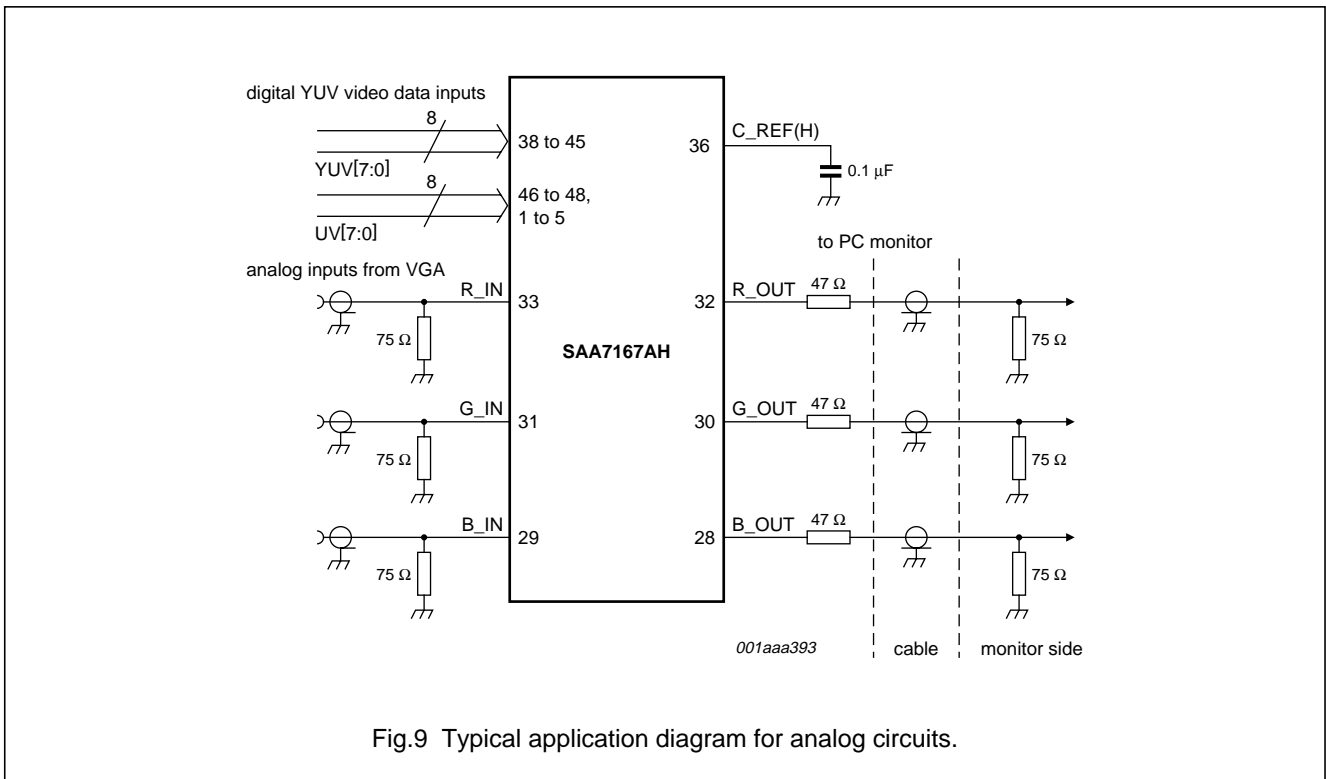 digital YUV video data inputs
8
38 to 45
YUV[7:0]
8
46 to 48,
1 to 5
UV[7:0]
36
C_REF(H)
0.1 μF
to PC monitor
analog inputs from VGA
R_IN
33
75 Ω
SAA7167AH
32
R_OUT
47 Ω
75 Ω
G_IN
31
75 Ω
30
G_OUT
47 Ω
75 Ω
B_IN
29
75 Ω
28
B_OUT
47 Ω
75 Ω
001aaa393
cable
monitor side
Fig.9 Typical application diagram for analog circuits.